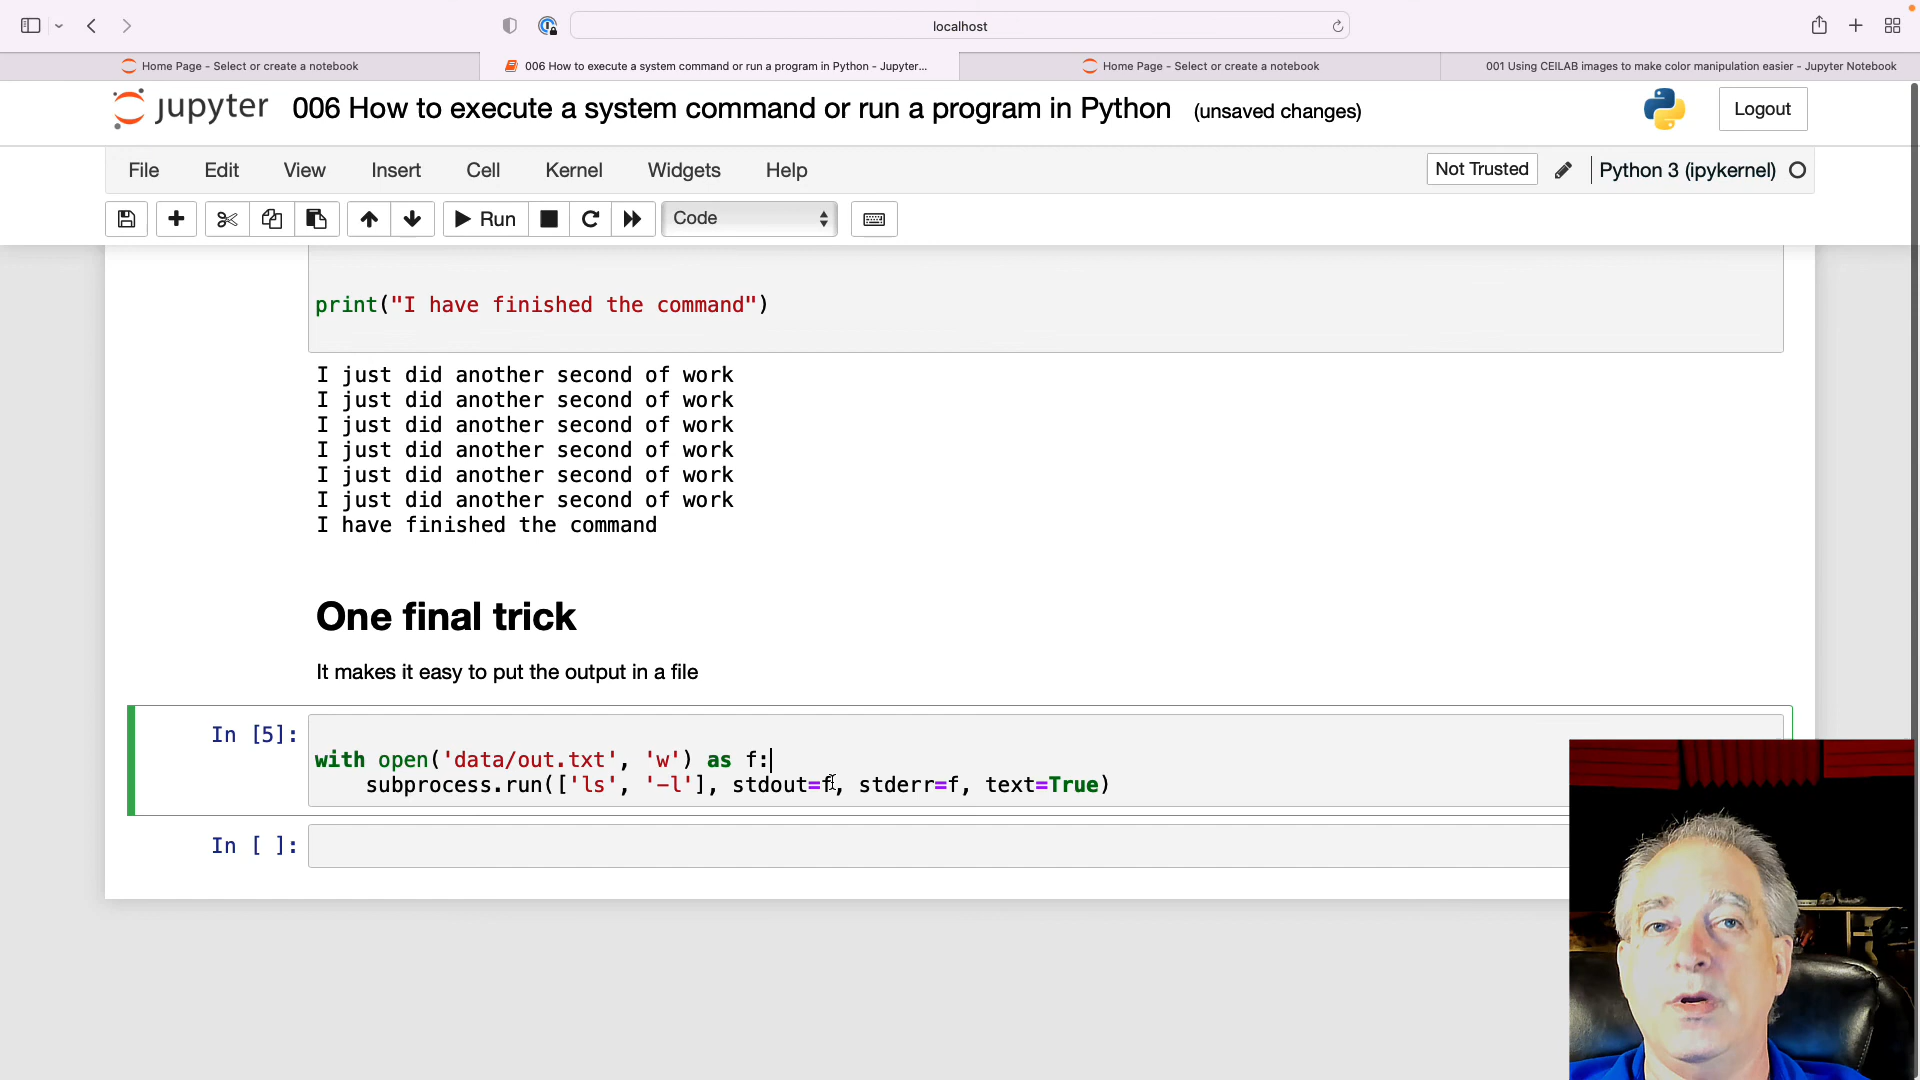 localhost
Home Page - Select or create a notebook
006 How to execute a system command or run a program in Python - Jupyter...
Home Page - Select or create a notebook
001 Using CEILAB images to make color manipulation easier - Jupyter Notebook
jupyter 006 How to execute a system command or run a program in Python (unsaved changes)
Logout
File Edit View Insert Cell Kernel Widgets Help
Not Trusted
Python 3 (ipykernel)
Run
Code
print("I have finished the command")
I just did another second of work
I just did another second of work
I just did another second of work
I just did another second of work
I just did another second of work
I just did another second of work
I have finished the command
One final trick
It makes it easy to put the output in a file
In [5]:
with open('data/out.txt', 'w') as f:
subprocess.run(['ls', '-l'], stdout=f, stderr=f, text=True)
In [ ]: